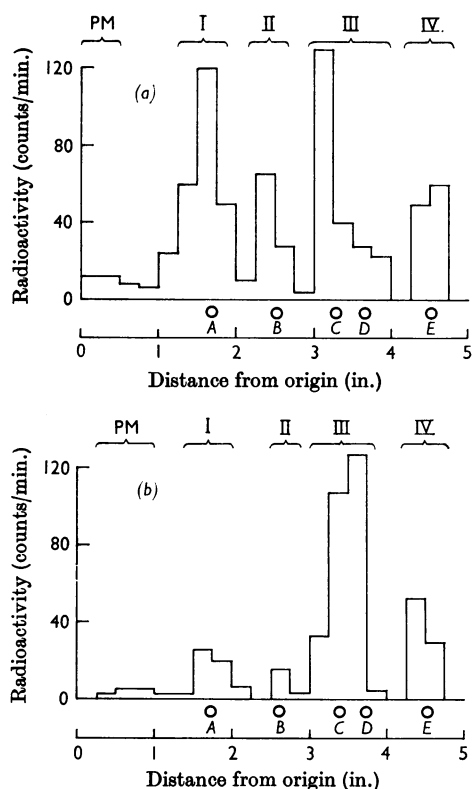 PM I II III IV.
(a)
Radioactivity (counts/min.)
120
80
40
0
A B C D E
0 1 2 3 4 5
Distance from origin (in.)
PM I II III IV
(b)
Radioactivity (counts/min.)
120
80
40
0
A B C D E
0 1 2 3 4 5
Distance from origin (in.)